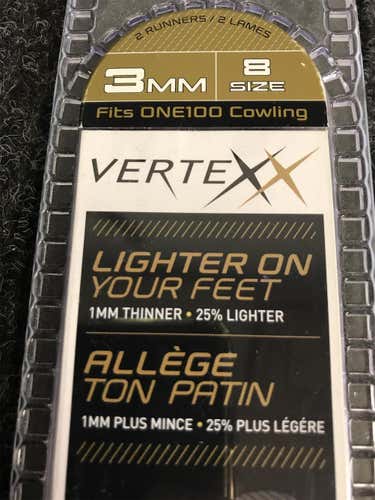 2 RUNNERS / 2 LAMES
3MM 8 SIZE
Fits ONE100 Cowling
VERTEXX
LIGHTER ON
YOUR FEET
1MM THINNER • 25% LIGHTER
ALLÈGE
TON PATIN
1MM PLUS MINCE • 25% PLUS LÉGÉRE